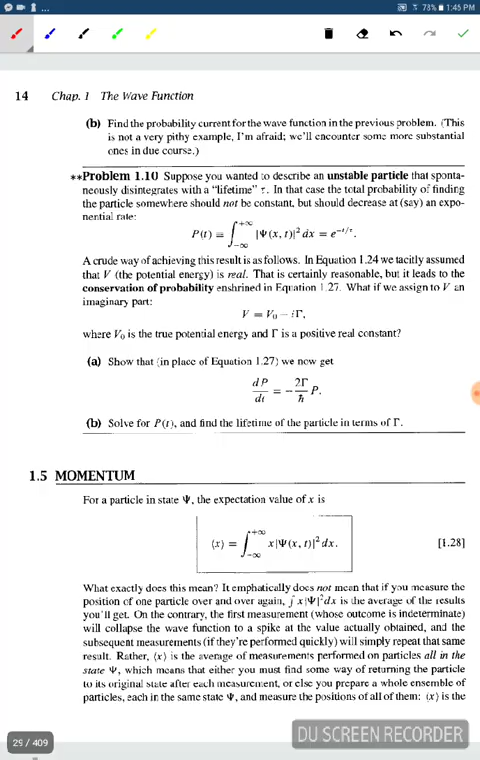 73% 1:45 PM
14 Chap. 1 The Wave Function
(b) Find the probability current for the wave function in the previous problem. (This
is not a very pithy example, I'm afraid; we'll encounter some more substantial
ones in due course.)
**Problem 1.10 Suppose you wanted to describe an unstable particle that sponta-
neously disintegrates with a "lifetime" τ. In that case the total probability of finding
the particle somewhere should not be constant, but should decrease at (say) an expo-
nential rate:
P(t) ≡ ∫_{-∞}^{+∞} |Ψ(x, t)|² dx = e^{-t/τ}.
A crude way of achieving this result is as follows. In Equation 1.24 we tacitly assumed
that V (the potential energy) is real. That is certainly reasonable, but it leads to the
conservation of probability enshrined in Equation 1.27. What if we assign to V an
imaginary part:
V = V₀ − iΓ,
where V₀ is the true potential energy and Γ is a positive real constant?
(a) Show that (in place of Equation 1.27) we now get
dP/dt = −(2Γ/ħ) P.
(b) Solve for P(t), and find the lifetime of the particle in terms of Γ.
1.5 MOMENTUM
For a particle in state Ψ, the expectation value of x is
⟨x⟩ = ∫_{-∞}^{+∞} x|Ψ(x, t)|² dx. [1.28]
What exactly does this mean? It emphatically does not mean that if you measure the
position of one particle over and over again, ∫ x|Ψ|²dx is the average of the results
you'll get. On the contrary, the first measurement (whose outcome is indeterminate)
will collapse the wave function to a spike at the value actually obtained, and the
subsequent measurements (if they're performed quickly) will simply repeat that same
result. Rather, ⟨x⟩ is the average of measurements performed on particles all in the
state Ψ, which means that either you must find some way of returning the particle
to its original state after each measurement, or else you prepare a whole ensemble of
particles, each in the same state Ψ, and measure the positions of all of them: ⟨x⟩ is the
29 / 409
DU SCREEN RECORDER